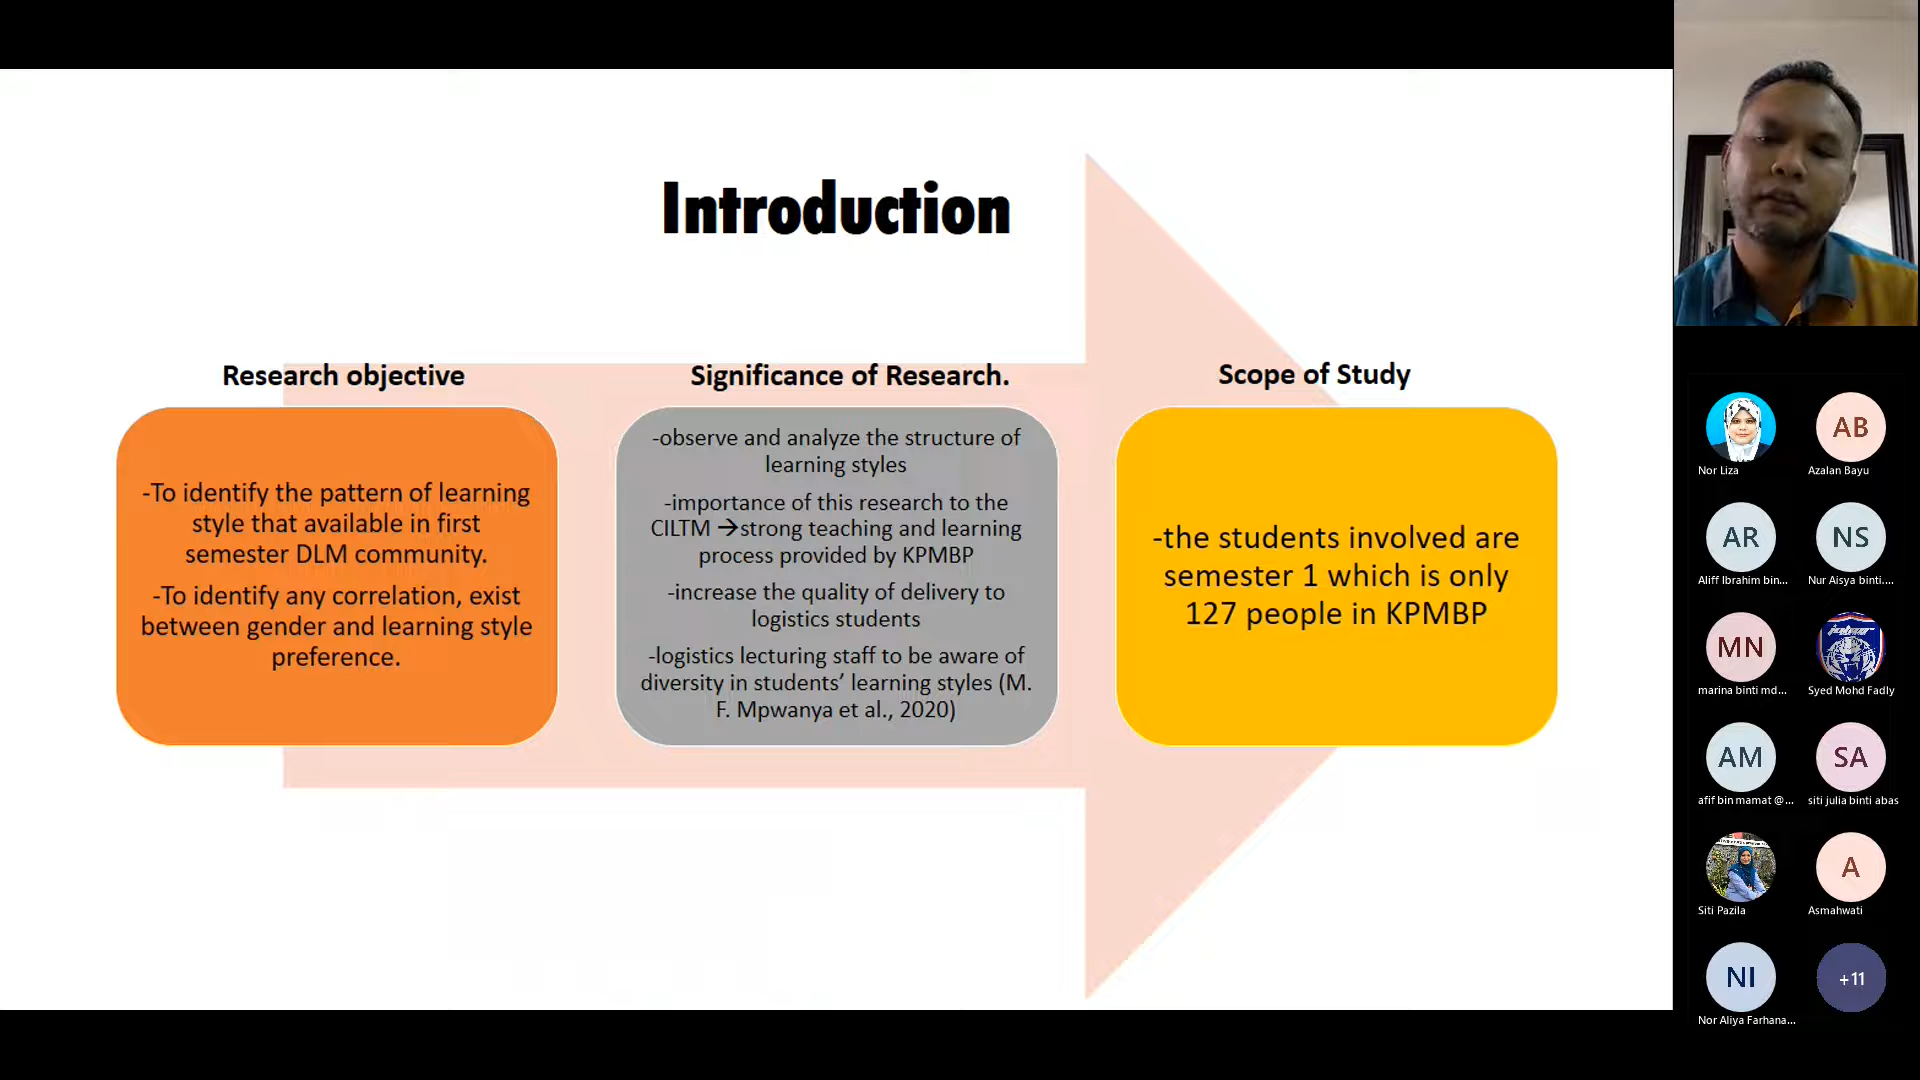 Introduction
Research objective
-To identify the pattern of learning
style that available in first
semester DLM community.
-To identify any correlation, exist
between gender and learning style
preference.
Significance of Research.
-observe and analyze the structure of
learning styles
-importance of this research to the
CILTM →strong teaching and learning
process provided by KPMBP
-increase the quality of delivery to
logistics students
-logistics lecturing staff to be aware of
diversity in students’ learning styles (M.
F. Mpwanya et al., 2020)
Scope of Study
-the students involved are
semester 1 which is only
127 people in KPMBP
Nor Liza
AB
Azalan Bayu
AR
Aliff Ibrahim bin...
NS
Nur Aisya binti....
MN
marina binti md...
Syed Mohd Fadly
AM
afif bin mamat @...
SA
siti julia binti abas
Siti Pazila
A
Asmahwati
NI
Nor Aliya Farhana...
+11